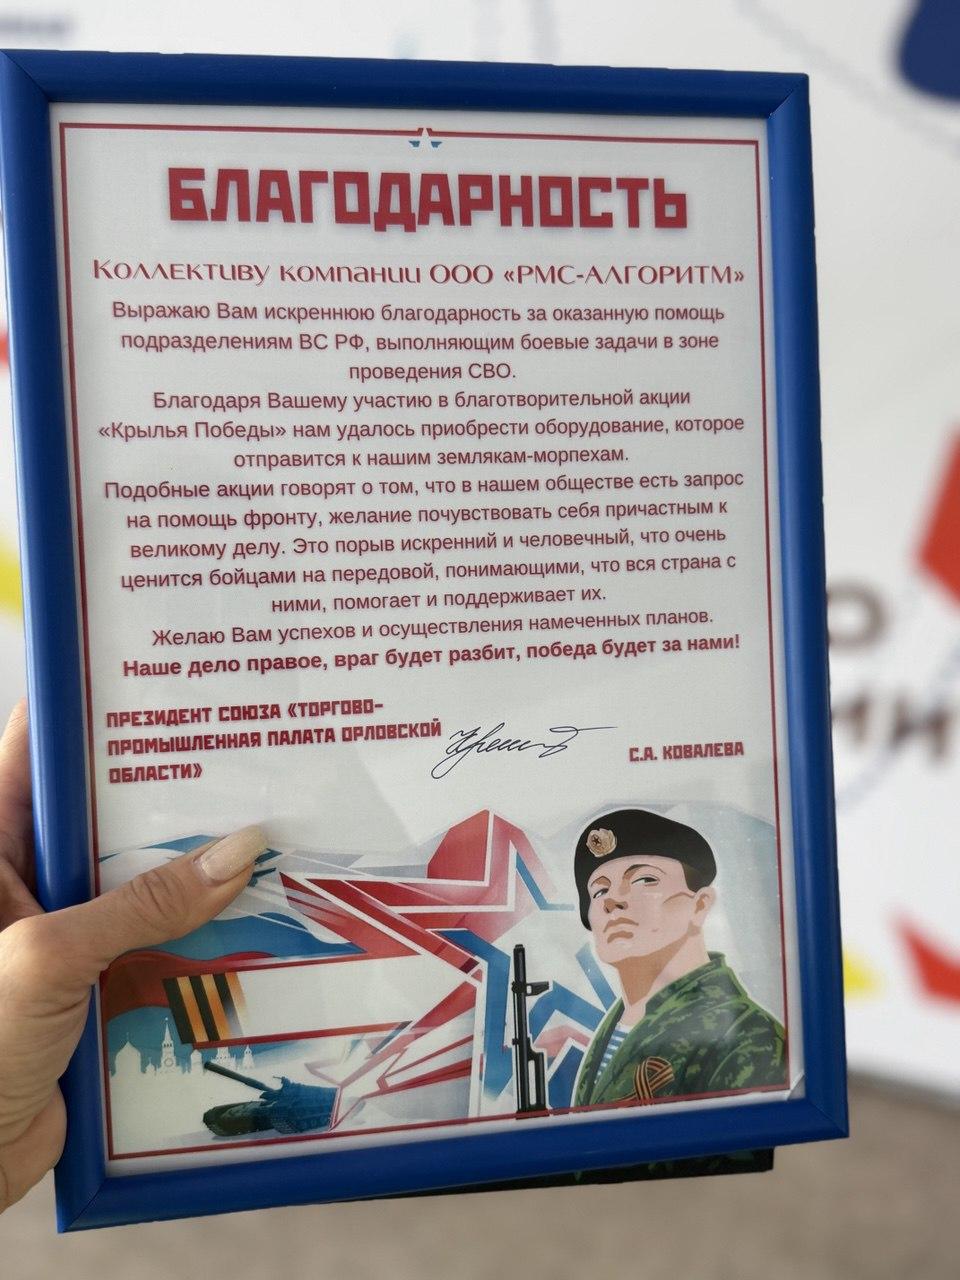 БЛАГОДАРНОСТЬ
Коллективу компании ООО «РМС-АЛГОРИТМ»
Выражаю Вам искреннюю благодарность за оказанную помощь
подразделениям ВС РФ, выполняющим боевые задачи в зоне
проведения СВО.
Благодаря Вашему участию в благотворительной акции
«Крылья Победы» нам удалось приобрести оборудование, которое
отправится к нашим землякам-морпехам.
Подобные акции говорят о том, что в нашем обществе есть запрос
на помощь фронту, желание почувствовать себя причастным к
великому делу. Это порыв искренний и человечный, что очень
ценится бойцами на передовой, понимающими, что вся страна с
ними, помогает и поддерживает их.
Желаю Вам успехов и осуществления намеченных планов.
Наше дело правое, враг будет разбит, победа будет за нами!
ПРЕЗИДЕНТ СОЮЗА «ТОРГОВО-
ПРОМЫШЛЕННАЯ ПАЛАТА ОРЛОВСКОЙ
ОБЛАСТИ»
С.А. КОВАЛЕВА